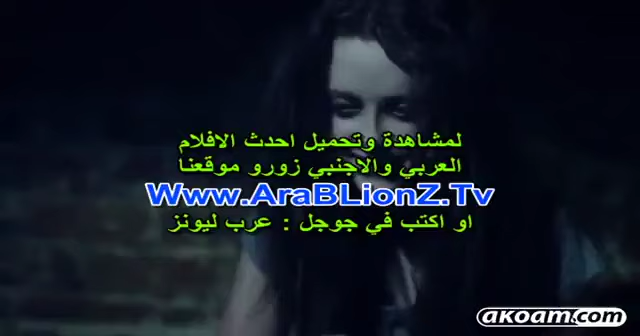 لمشاهدة وتحميل احدث الافلام
العربي والاجنبي زورو موقعنا
Www.AraBLionZ.Tv
او اكتب في جوجل : عرب ليونز
akoam.com